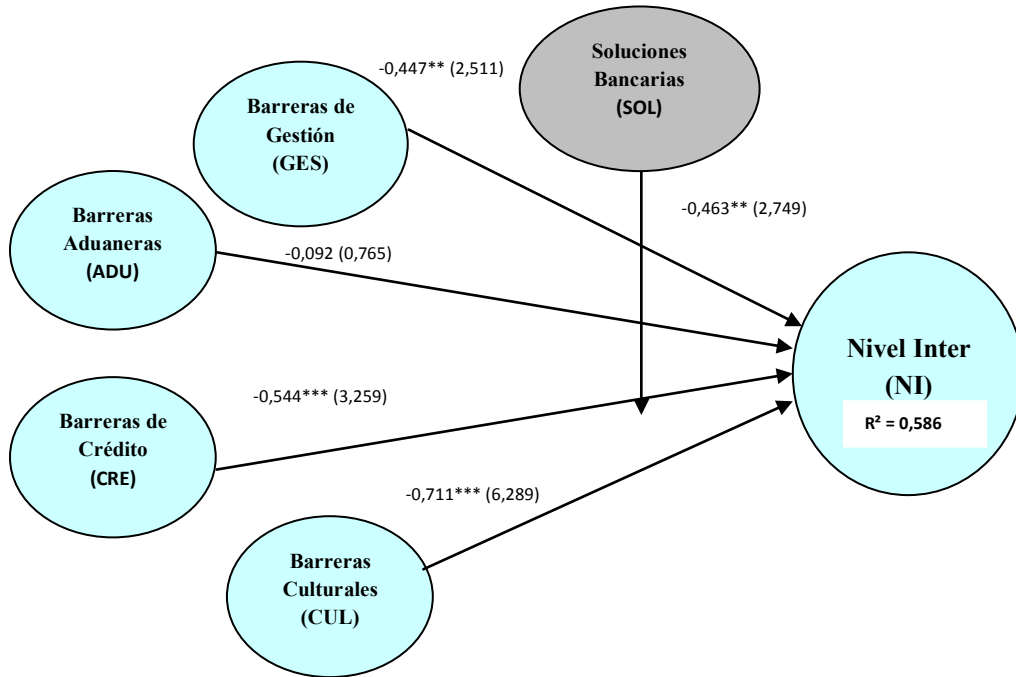 Soluciones
Bancarias
(SOL)
-0,447** (2,511)
Barreras de
Gestión
(GES)
-0,463** (2,749)
Barreras
Aduaneras
(ADU)
-0,092 (0,765)
Nivel Inter
(NI)
R² = 0,586
-0,544*** (3,259)
Barreras de
Crédito
(CRE)
-0,711*** (6,289)
Barreras
Culturales
(CUL)